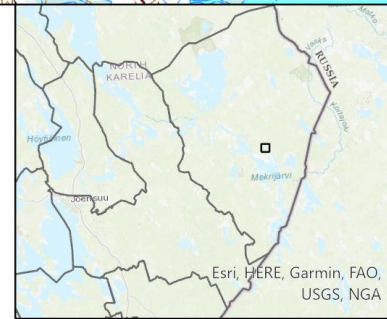 NORTH
KARELIA
RUSSIA
Höytiäinen
Mekrijärvi
Joensuu
Esri, HERE, Garmin, FAO,
USGS, NGA